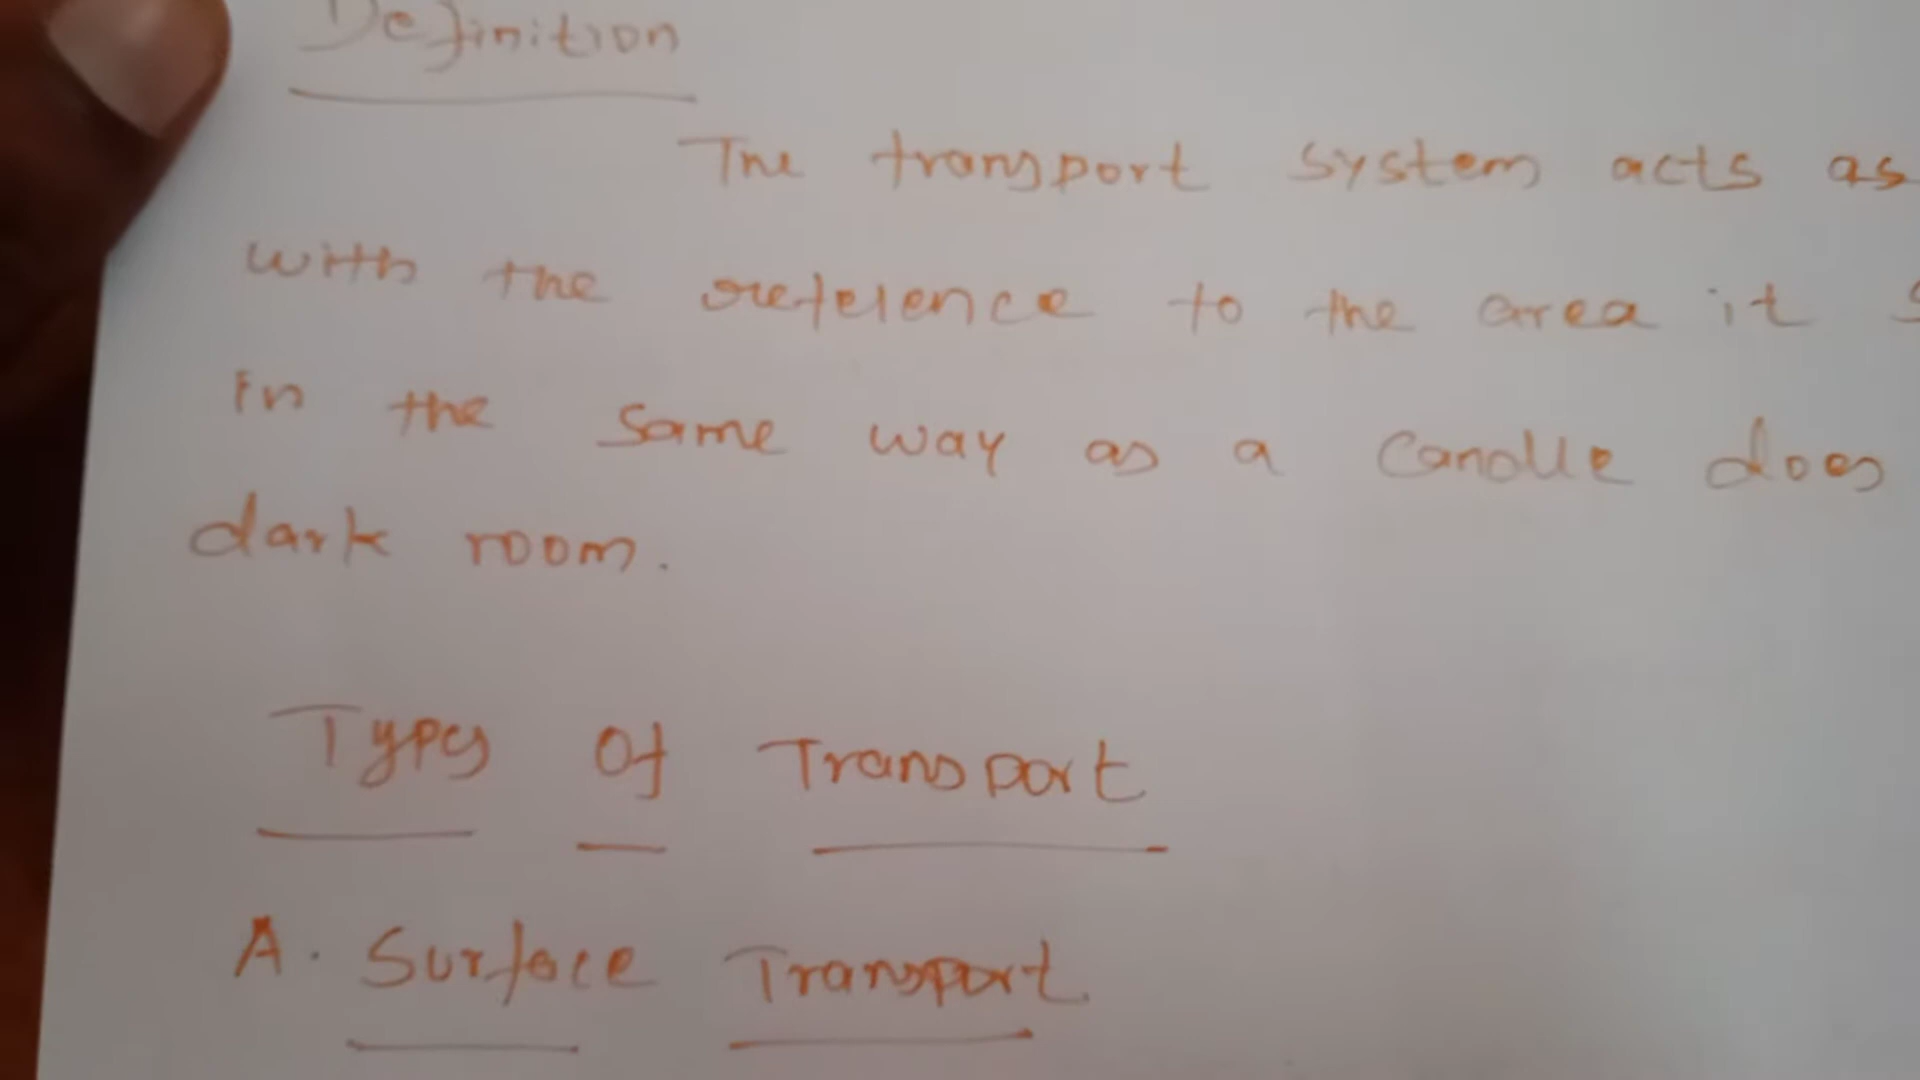 Definition
The transport system acts as
with the reference to the area it
in the same way as a candle does
dark room.
Types Of Transport
A. Surface Transport